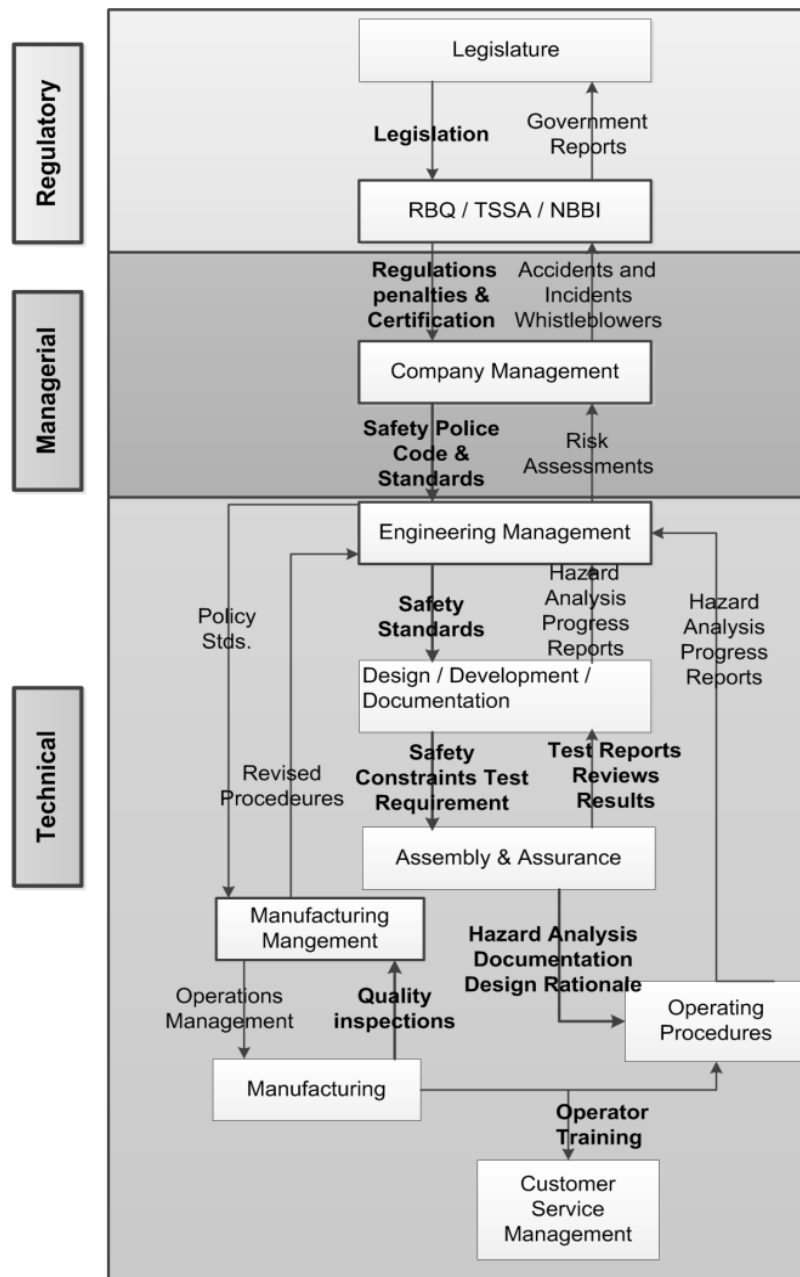 Regulatory
Legislature
Legislation
Government
Reports
RBQ / TSSA / NBBI
Managerial
Regulations
penalties &
Certification
Accidents and
Incidents
Whistleblowers
Company Management
Safety Police
Code &
Standards
Risk
Assessments
Technical
Engineering Management
Policy
Stds.
Safety
Standards
Hazard
Analysis
Progress
Reports
Hazard
Analysis
Progress
Reports
Design / Development /
Documentation
Revised
Procedeures
Safety
Constraints Test
Requirement
Test Reports
Reviews
Results
Assembly & Assurance
Manufacturing
Mangement
Hazard Analysis
Documentation
Design Rationale
Operations
Management
Quality
inspections
Operating
Procedures
Manufacturing
Operator
Training
Customer
Service
Management